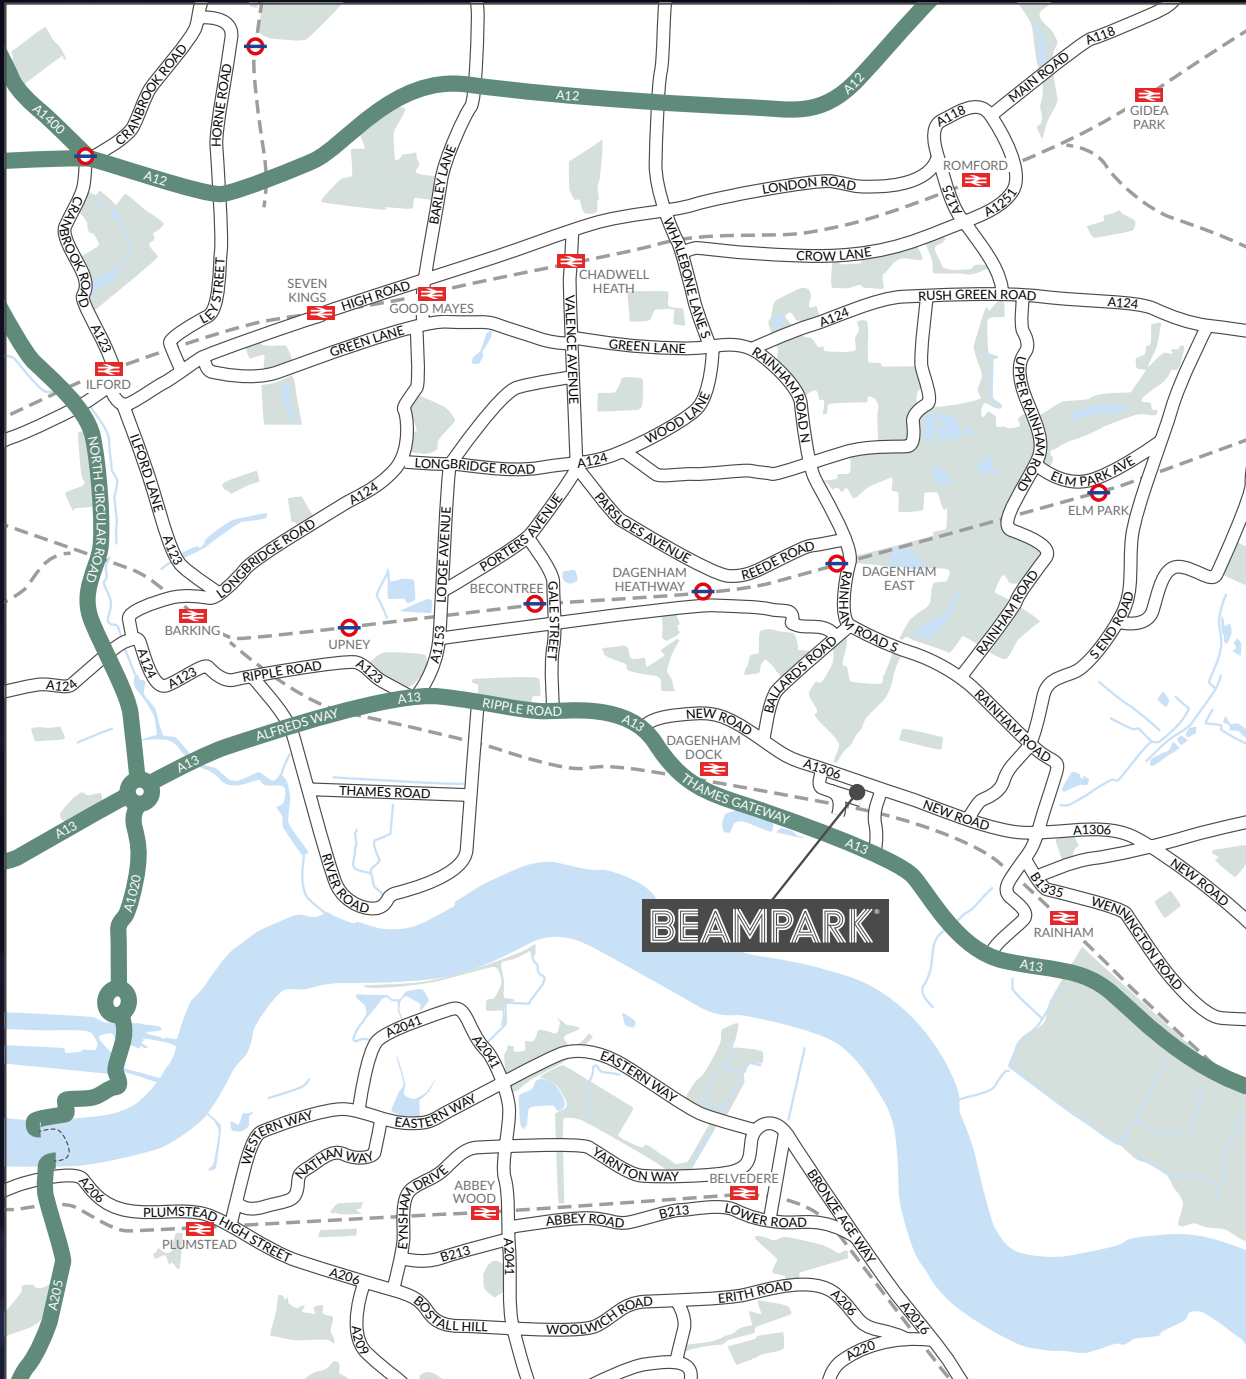 A118
MAIN ROAD
GIDEA
PARK
CRANBROOK ROAD
HORNE ROAD
A1400
A12
A12
A12
A118
ROMFORD
A125
A1251
BARLEY LANE
LONDON ROAD
CRAMBROOK ROAD
WHALEBONE LANE S
CROW LANE
LEY STREET
SEVEN
KINGS
HIGH ROAD
GOOD MAYES
CHADWELL
HEATH
VALENCE AVENUE
RUSH GREEN ROAD
A124
A124
A123
GREEN LANE
GREEN LANE
RAINHAM ROAD N
UPPER RAINHAM ROAD
ILFORD
WOOD LANE
NORTH CIRCULAR ROAD
ILFORD LANE
LONGBRIDGE ROAD
A124
ELM PARK AVE
ELM PARK
A124
LONGBRIDGE ROAD
A123
LODGE AVENUE
PORTERS AVENUE
PARSLOES AVENUE
REEDE ROAD
DAGENHAM
EAST
DAGENHAM
HEATHWAY
BECONTREE
GALE STREET
RAINHAM ROAD S
RAINHAM ROAD
S END ROAD
BARKING
UPNEY
A1153
A124
A124
A123
RIPPLE ROAD
A123
BALLARDS ROAD
RAINHAM ROAD
A13
RIPPLE ROAD
A13
ALFREDS WAY
A13
NEW ROAD
DAGENHAM
DOCK
A1306
THAMES GATEWAY
THAMES ROAD
A13
NEW ROAD
A1306
A13
NEW ROAD
RIVER ROAD
A1020
B1335
WENNINGTON ROAD
RAINHAM
BEAMPARK®
A13
A2041
A2041
EASTERN WAY
EASTERN WAY
WESTERN WAY
NATHAN WAY
YARNTON WAY
BELVEDERE
BRONZE AGE WAY
EYNSHAM DRIVE
ABBEY
WOOD
A206
PLUMSTEAD HIGH STREET
PLUMSTEAD
ABBEY ROAD
B213
LOWER ROAD
B213
A2041
A206
A205
BOSTALL HILL
WOOLWICH ROAD
ERITH ROAD
A206
A2016
A209
A220